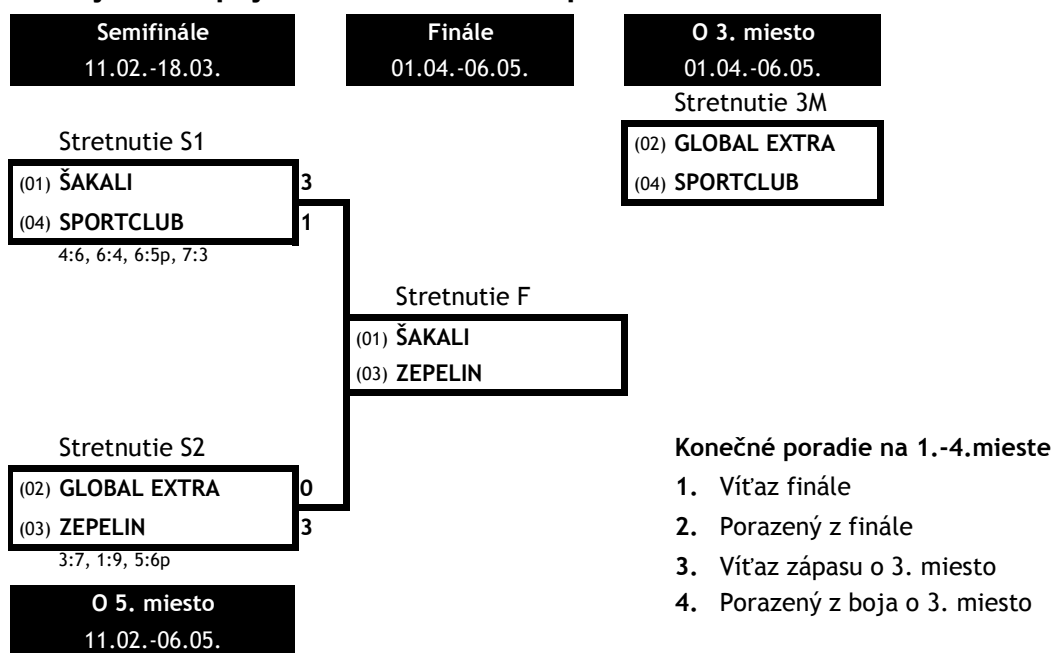 Semifinále
11.02.-18.03.
Finále
01.04.-06.05.
O 3. miesto
01.04.-06.05.
Stretnutie 3M
(02) GLOBAL EXTRA
(04) SPORTCLUB
Stretnutie S1
(01) ŠAKALI 3
(04) SPORTCLUB 1
4:6, 6:4, 6:5p, 7:3
Stretnutie F
(01) ŠAKALI
(03) ZEPELIN
Stretnutie S2
(02) GLOBAL EXTRA 0
(03) ZEPELIN 3
3:7, 1:9, 5:6p
Konečné poradie na 1.-4.mieste
1. Víťaz finále
2. Porazený z finále
3. Víťaz zápasu o 3. miesto
4. Porazený z boja o 3. miesto
O 5. miesto
11.02.-06.05.